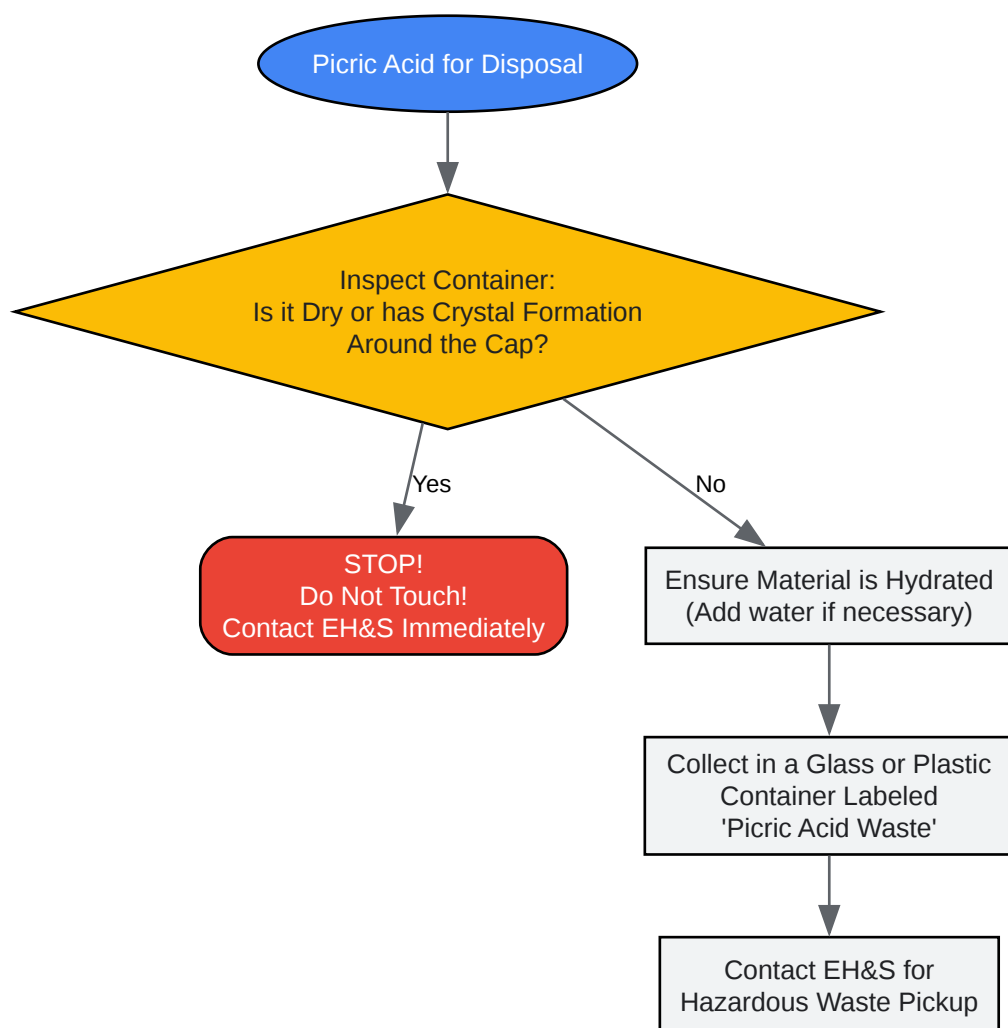 Picric Acid for Disposal
Inspect Container:
Is it Dry or has Crystal Formation
Around the Cap?
Yes
No
STOP!
Do Not Touch!
Contact EH&S Immediately
Ensure Material is Hydrated
(Add water if necessary)
Collect in a Glass or Plastic
Container Labeled
'Picric Acid Waste'
Contact EH&S for
Hazardous Waste Pickup